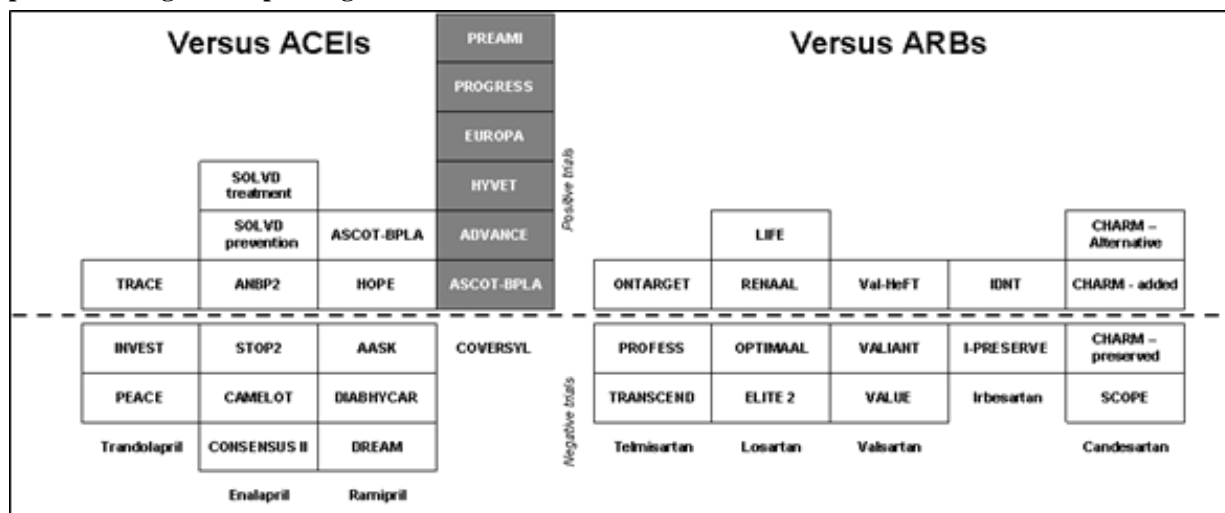 Versus ACEIs
PREAMI
Versus ARBs
PROGRESS
EUROPA
SOLVD
treatment
HYVET
Positive trials
SOLVD
prevention
ASCOT-BPLA
ADVANCE
LIFE
CHARM –
Alternative
TRACE
ANBP2
HOPE
ASCOT-BPLA
ONTARGET
RENAAL
Val-HeFT
IDNT
CHARM - added
INVEST
STOP2
AASK
COVERSYL
PROFESS
OPTIMAAL
VALIANT
I-PRESERVE
CHARM –
preserved
PEACE
CAMELOT
DIABHYCAR
Negative trials
TRANSCEND
ELITE 2
VALUE
Irbesartan
SCOPE
Trandolapril
CONSENSUS II
DREAM
Telmisartan
Losartan
Valsartan
Candesartan
Enalapril
Ramipril